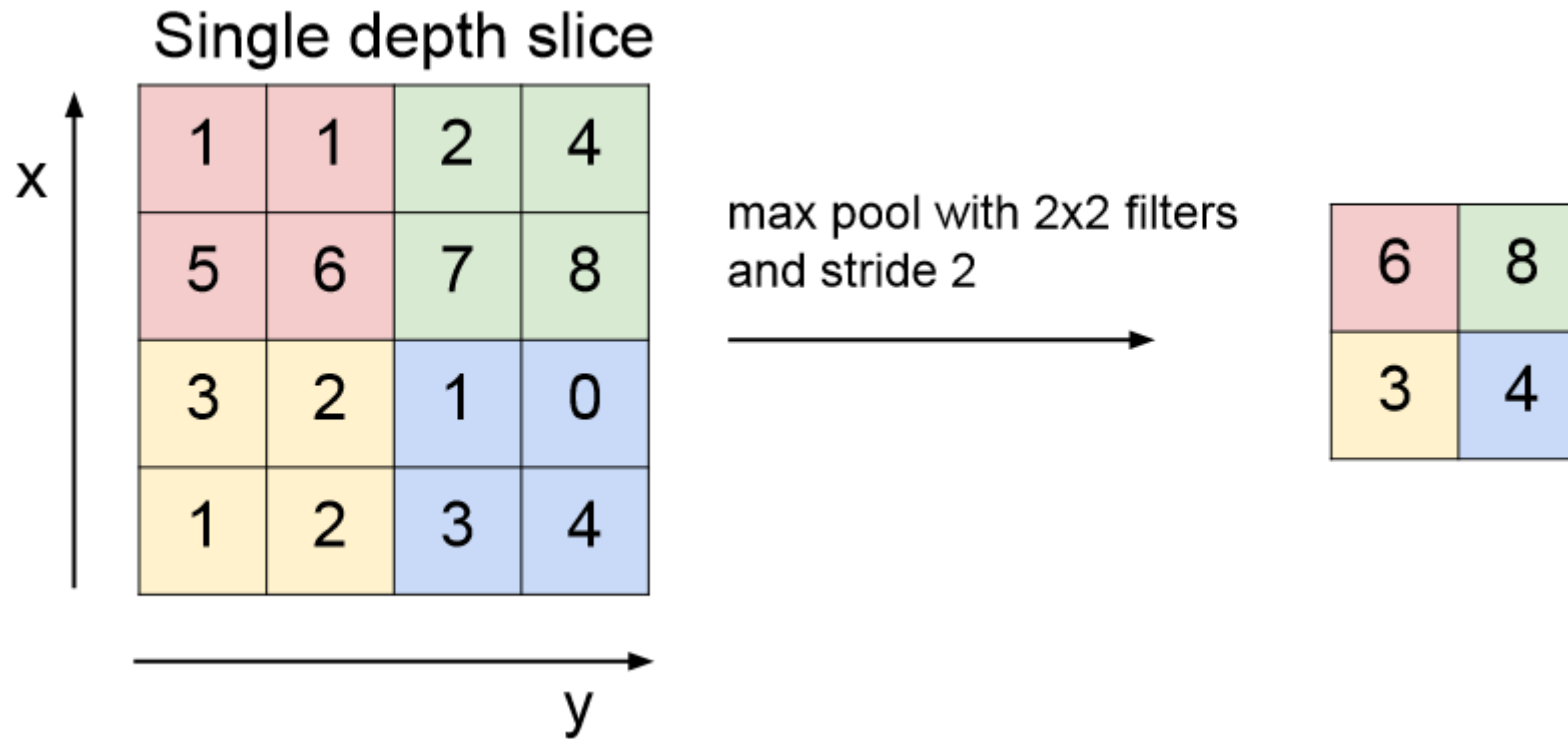 Single depth slice
x
1 1 2 4
5 6 7 8
3 2 1 0
1 2 3 4
y
max pool with 2x2 filters
and stride 2
6 8
3 4